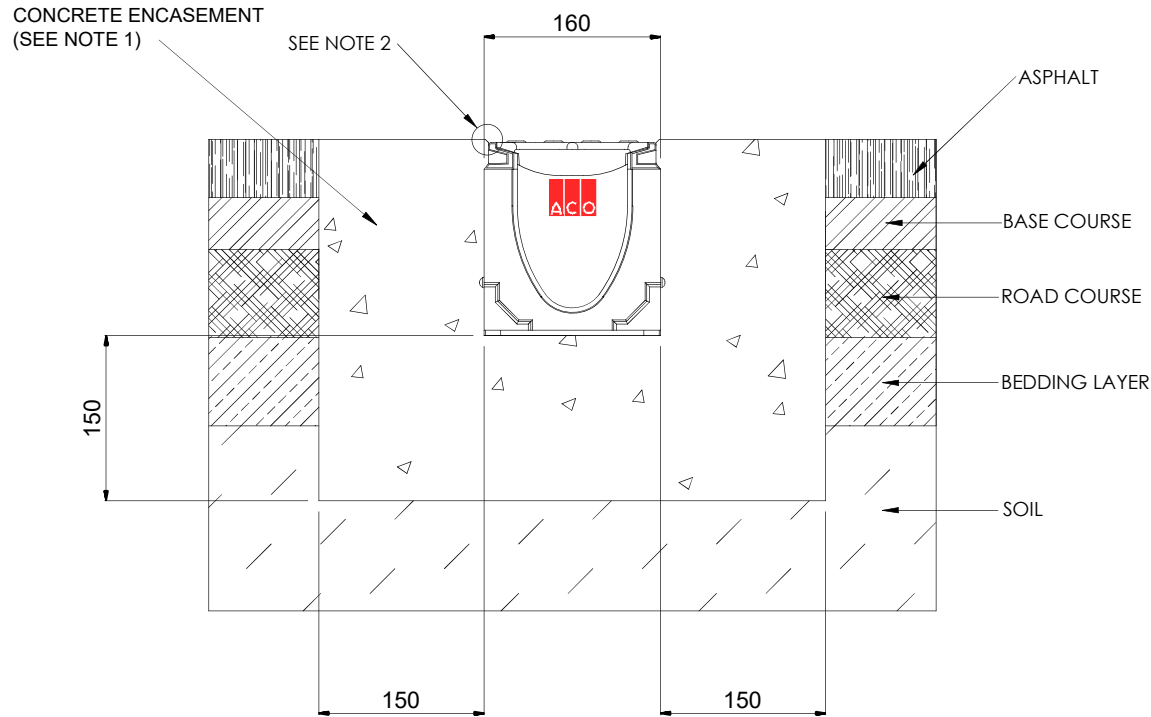 CONCRETE ENCASEMENT
(SEE NOTE 1)
160
SEE NOTE 2
ASPHALT
ACO
BASE COURSE
ROAD COURSE
BEDDING LAYER
150
SOIL
150
150